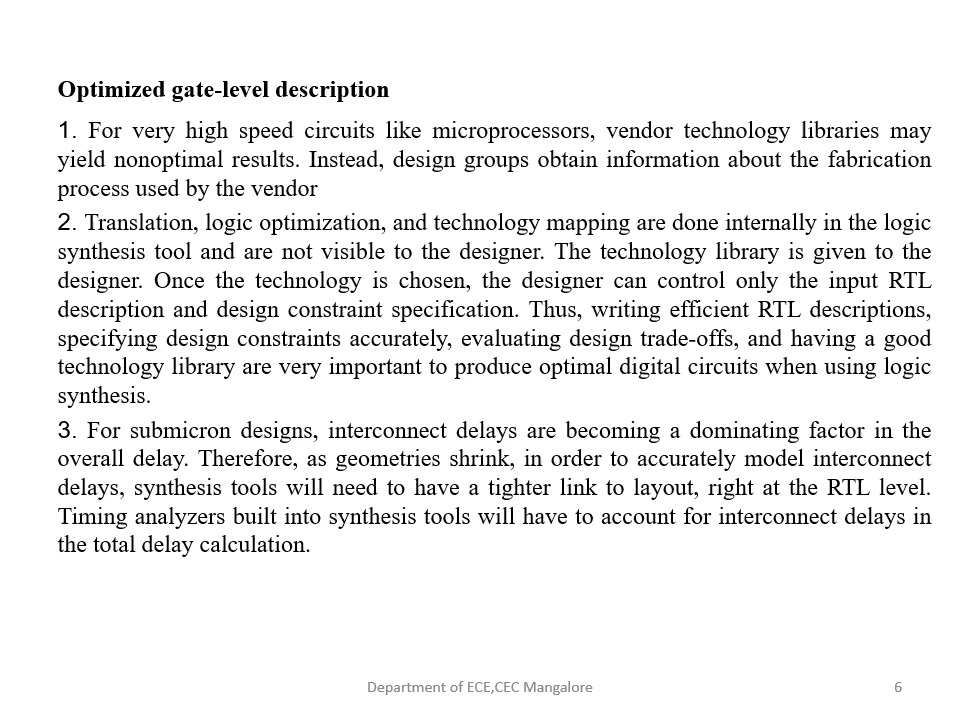 Optimized gate-level description
1. For very high speed circuits like microprocessors, vendor technology libraries may
yield nonoptimal results. Instead, design groups obtain information about the fabrication
process used by the vendor
2. Translation, logic optimization, and technology mapping are done internally in the logic
synthesis tool and are not visible to the designer. The technology library is given to the
designer. Once the technology is chosen, the designer can control only the input RTL
description and design constraint specification. Thus, writing efficient RTL descriptions,
specifying design constraints accurately, evaluating design trade-offs, and having a good
technology library are very important to produce optimal digital circuits when using logic
synthesis.
3. For submicron designs, interconnect delays are becoming a dominating factor in the
overall delay. Therefore, as geometries shrink, in order to accurately model interconnect
delays, synthesis tools will need to have a tighter link to layout, right at the RTL level.
Timing analyzers built into synthesis tools will have to account for interconnect delays in
the total delay calculation.
Department of ECE,CEC Mangalore
6